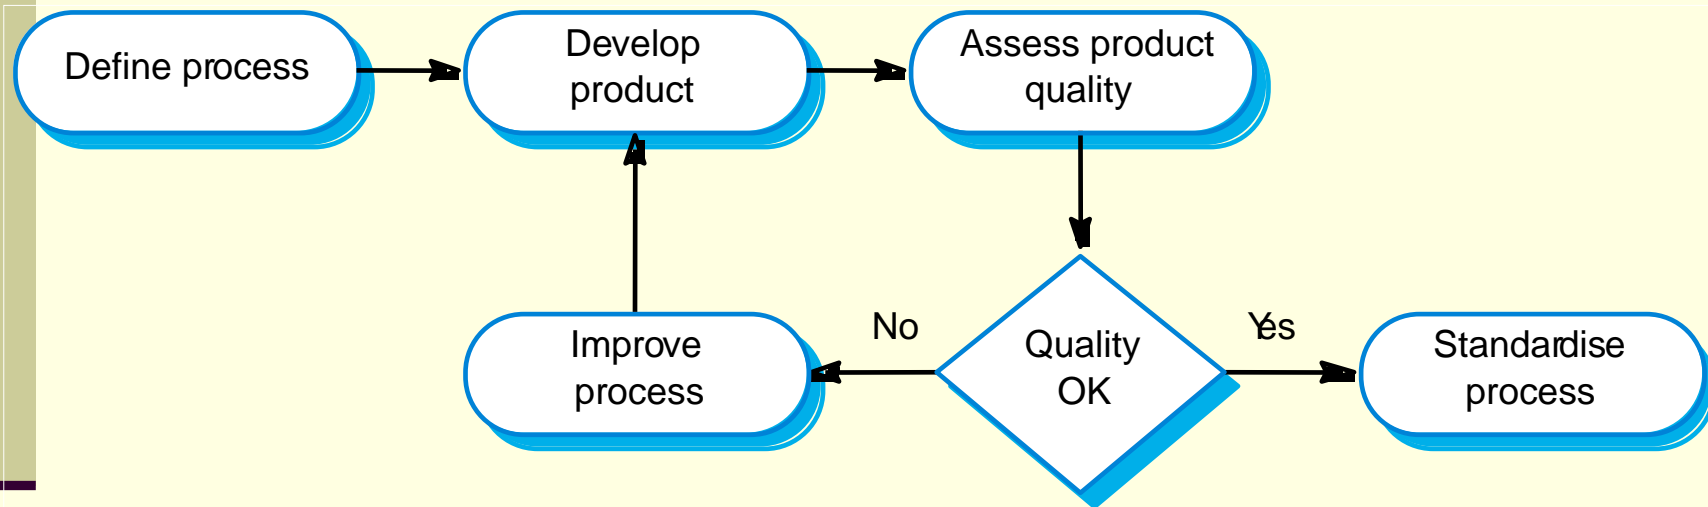 Define process
Develop
product
Assess product
quality
No
Yes
Improve
process
Quality
OK
Standardise
process